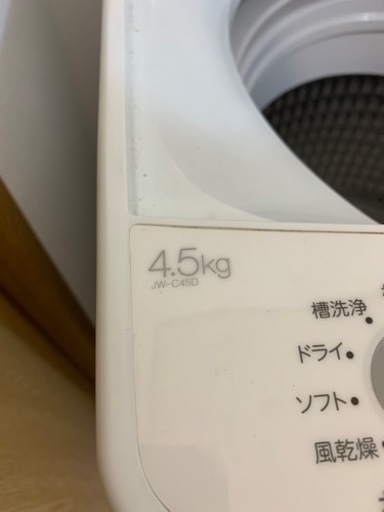 4.5kg
JW-C45D
槽洗浄
ドライ
ソフト
風乾燥